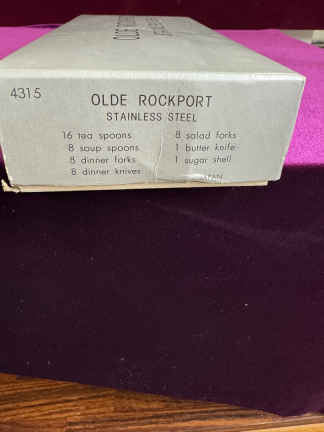 4315
OLDE ROCKPORT
STAINLESS STEEL
16 tea spoons
8 soup spoons
8 dinner forks
8 dinner knives
8 salad forks
1 butter knife
1 sugar shell
OLDE